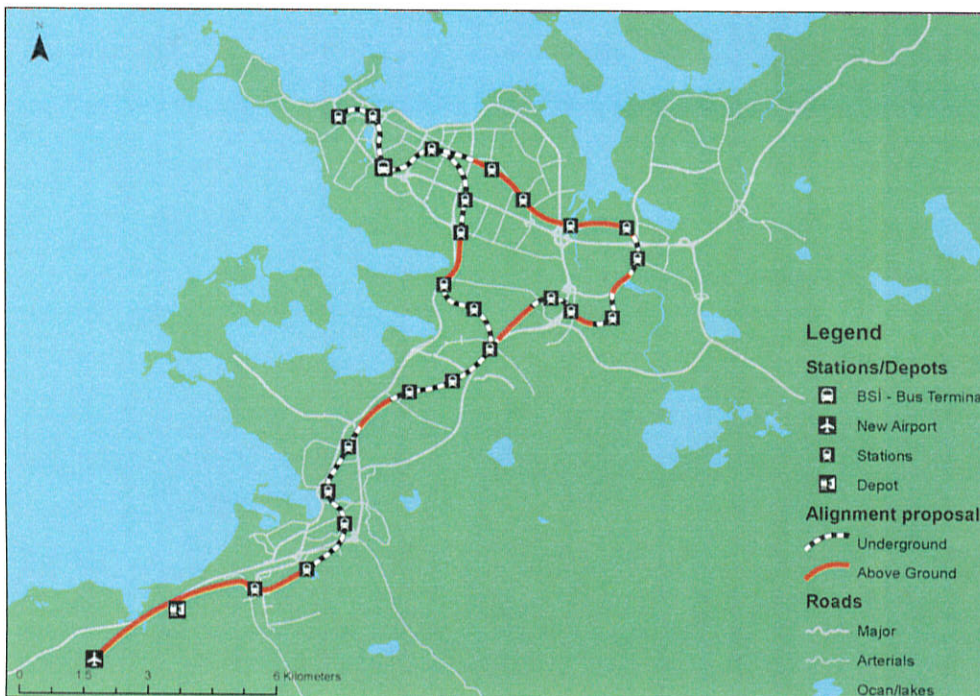 N
Legend
Stations/Depots
BSİ - Bus Termina
New Airport
Stations
Depot
Alignment proposal
Underground
Above Ground
Roads
Major
Arterials
Ocan/lakes
0 1.5 3 6 Kilometers